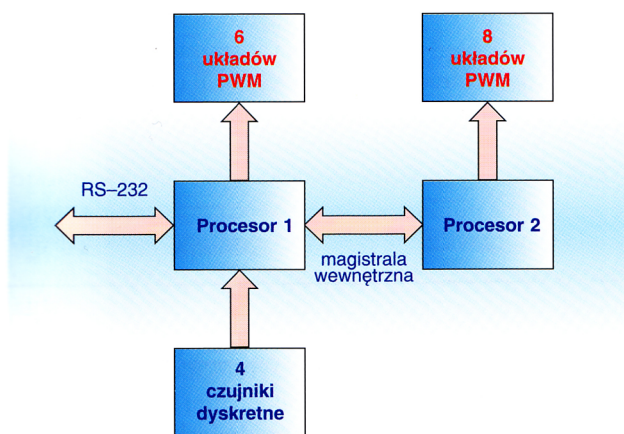 6
układów
PWM
8
układów
PWM
RS–232
Procesor 1
Procesor 2
magistrala
wewnętrzna
4
czujniki
dyskretne